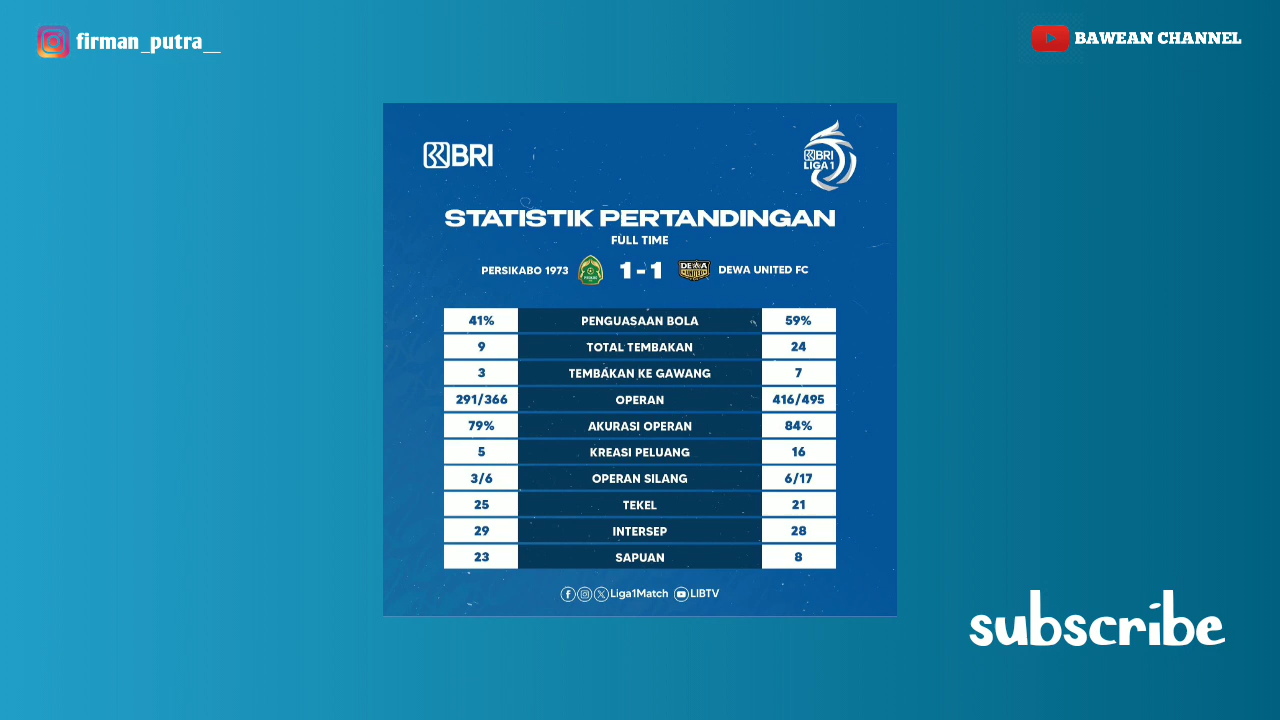 firman_putra__
BAWEAN CHANNEL
BRI
BRI
LIGA 1
STATISTIK PERTANDINGAN
FULL TIME
PERSIKABO 1973 1 - 1 DEWA UNITED DEWA UNITED FC
41% PENGUASAAN BOLA 59%
9 TOTAL TEMBAKAN 24
3 TEMBAKAN KE GAWANG 7
291/366 OPERAN 416/495
79% AKURASI OPERAN 84%
5 KREASI PELUANG 16
3/6 OPERAN SILANG 6/17
25 TEKEL 21
29 INTERSEP 28
23 SAPUAN 8
Liga1Match LIBTV
subscribe